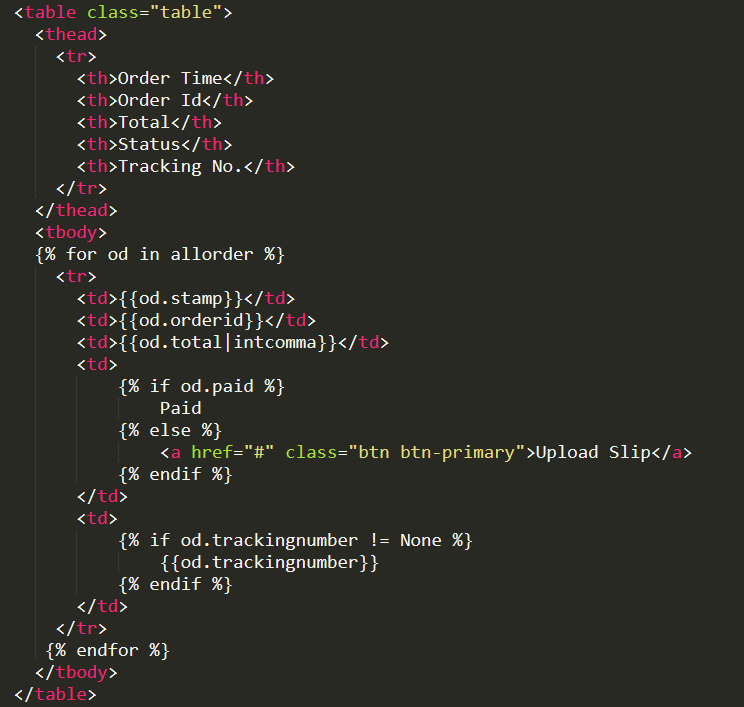 <table class="table">
<thead>
<tr>
<th>Order Time</th>
<th>Order Id</th>
<th>Total</th>
<th>Status</th>
<th>Tracking No.</th>
</tr>
</thead>
<tbody>
{% for od in allorder %}
<tr>
<td>{{od.stamp}}</td>
<td>{{od.orderid}}</td>
<td>{{od.total|intcomma}}</td>
<td>
{% if od.paid %}
Paid
{% else %}
<a href="#" class="btn btn-primary">Upload Slip</a>
{% endif %}
</td>
<td>
{% if od.trackingnumber != None %}
{{od.trackingnumber}}
{% endif %}
</td>
</tr>
{% endfor %}
</tbody>
</table>